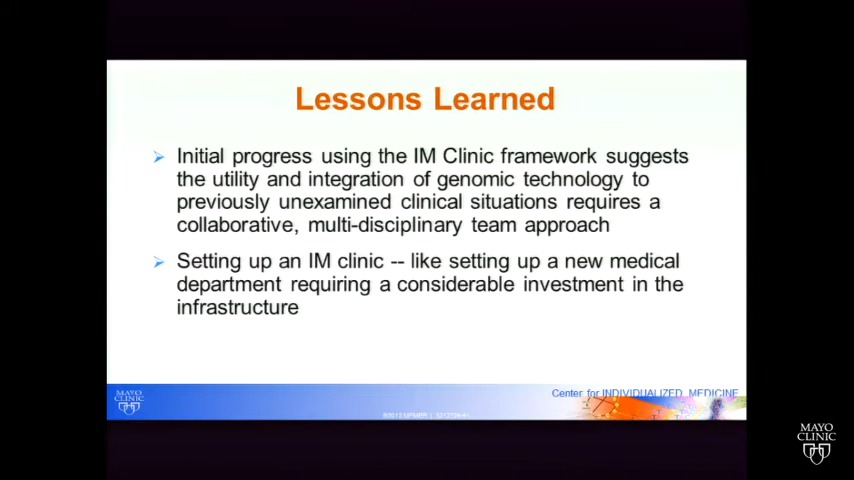 Lessons Learned
Initial progress using the IM Clinic framework suggests
the utility and integration of genomic technology to
previously unexamined clinical situations requires a
collaborative, multi-disciplinary team approach
Setting up an IM clinic -- like setting up a new medical
department requiring a considerable investment in the
infrastructure
Center for INDIVIDUALIZED MEDICINE
MAYO
CLINIC
MAYO
CLINIC